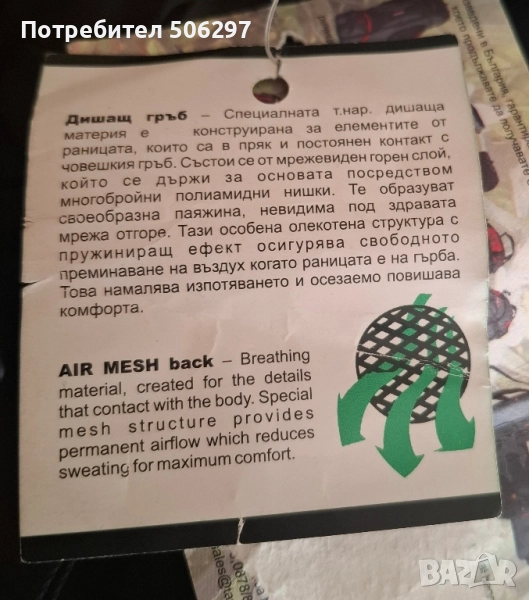 Потребител 506297
Дишащ гръб – Специалната т.нар. дишаща
материя е конструирана за елементите от
раницата, които са в пряк и постоянен контакт с
човешкия гръб. Състои се от мрежевиден горен слой,
който се държи за основата посредством
многобройни полиамидни нишки. Те образуват
своеобразна паяжина, невидима под здравата
мрежа отгоре. Тази особена олекотена структура с
пружиниращ ефект осигурява свободното
преминаване на въздух когато раницата е на гърба.
Това намалява изпотяването и осезаемо повишава
комфорта.
AIR MESH back – Breathing
material, created for the details
that contact with the body. Special
mesh structure provides
permanent airflow which reduces
sweating for maximum comfort.
BAZAR